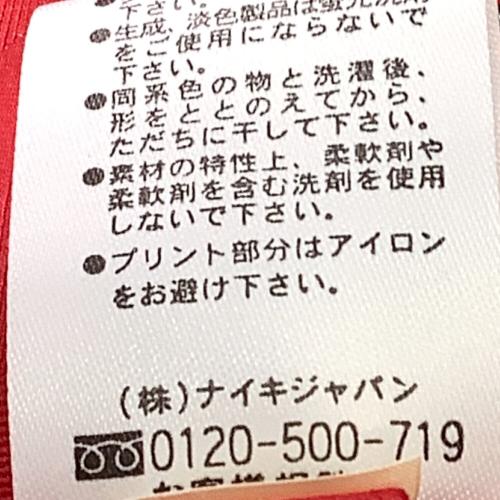 下さい。
●生成、淡色製品は蛍光洗剤
をご使用にならないで
下さい。
●同系色の物と洗濯後、
形をととのえてから、
ただちに干して下さい。
●素材の特性上、柔軟剤や
柔軟剤を含む洗剤を使用
しないで下さい。
●プリント部分はアイロン
をお避け下さい。
(株)ナイキジャパン
0120-500-719